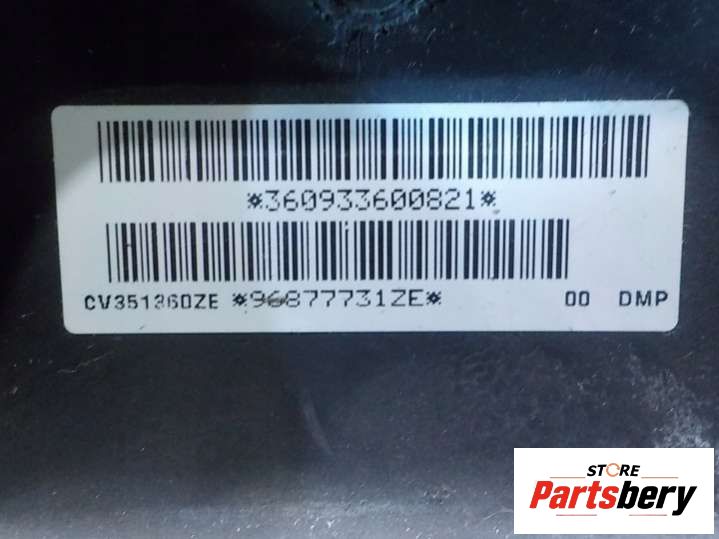 *360933600821*
CV351360ZE *96877731ZE* 00 DMP
STORE
Partsbery